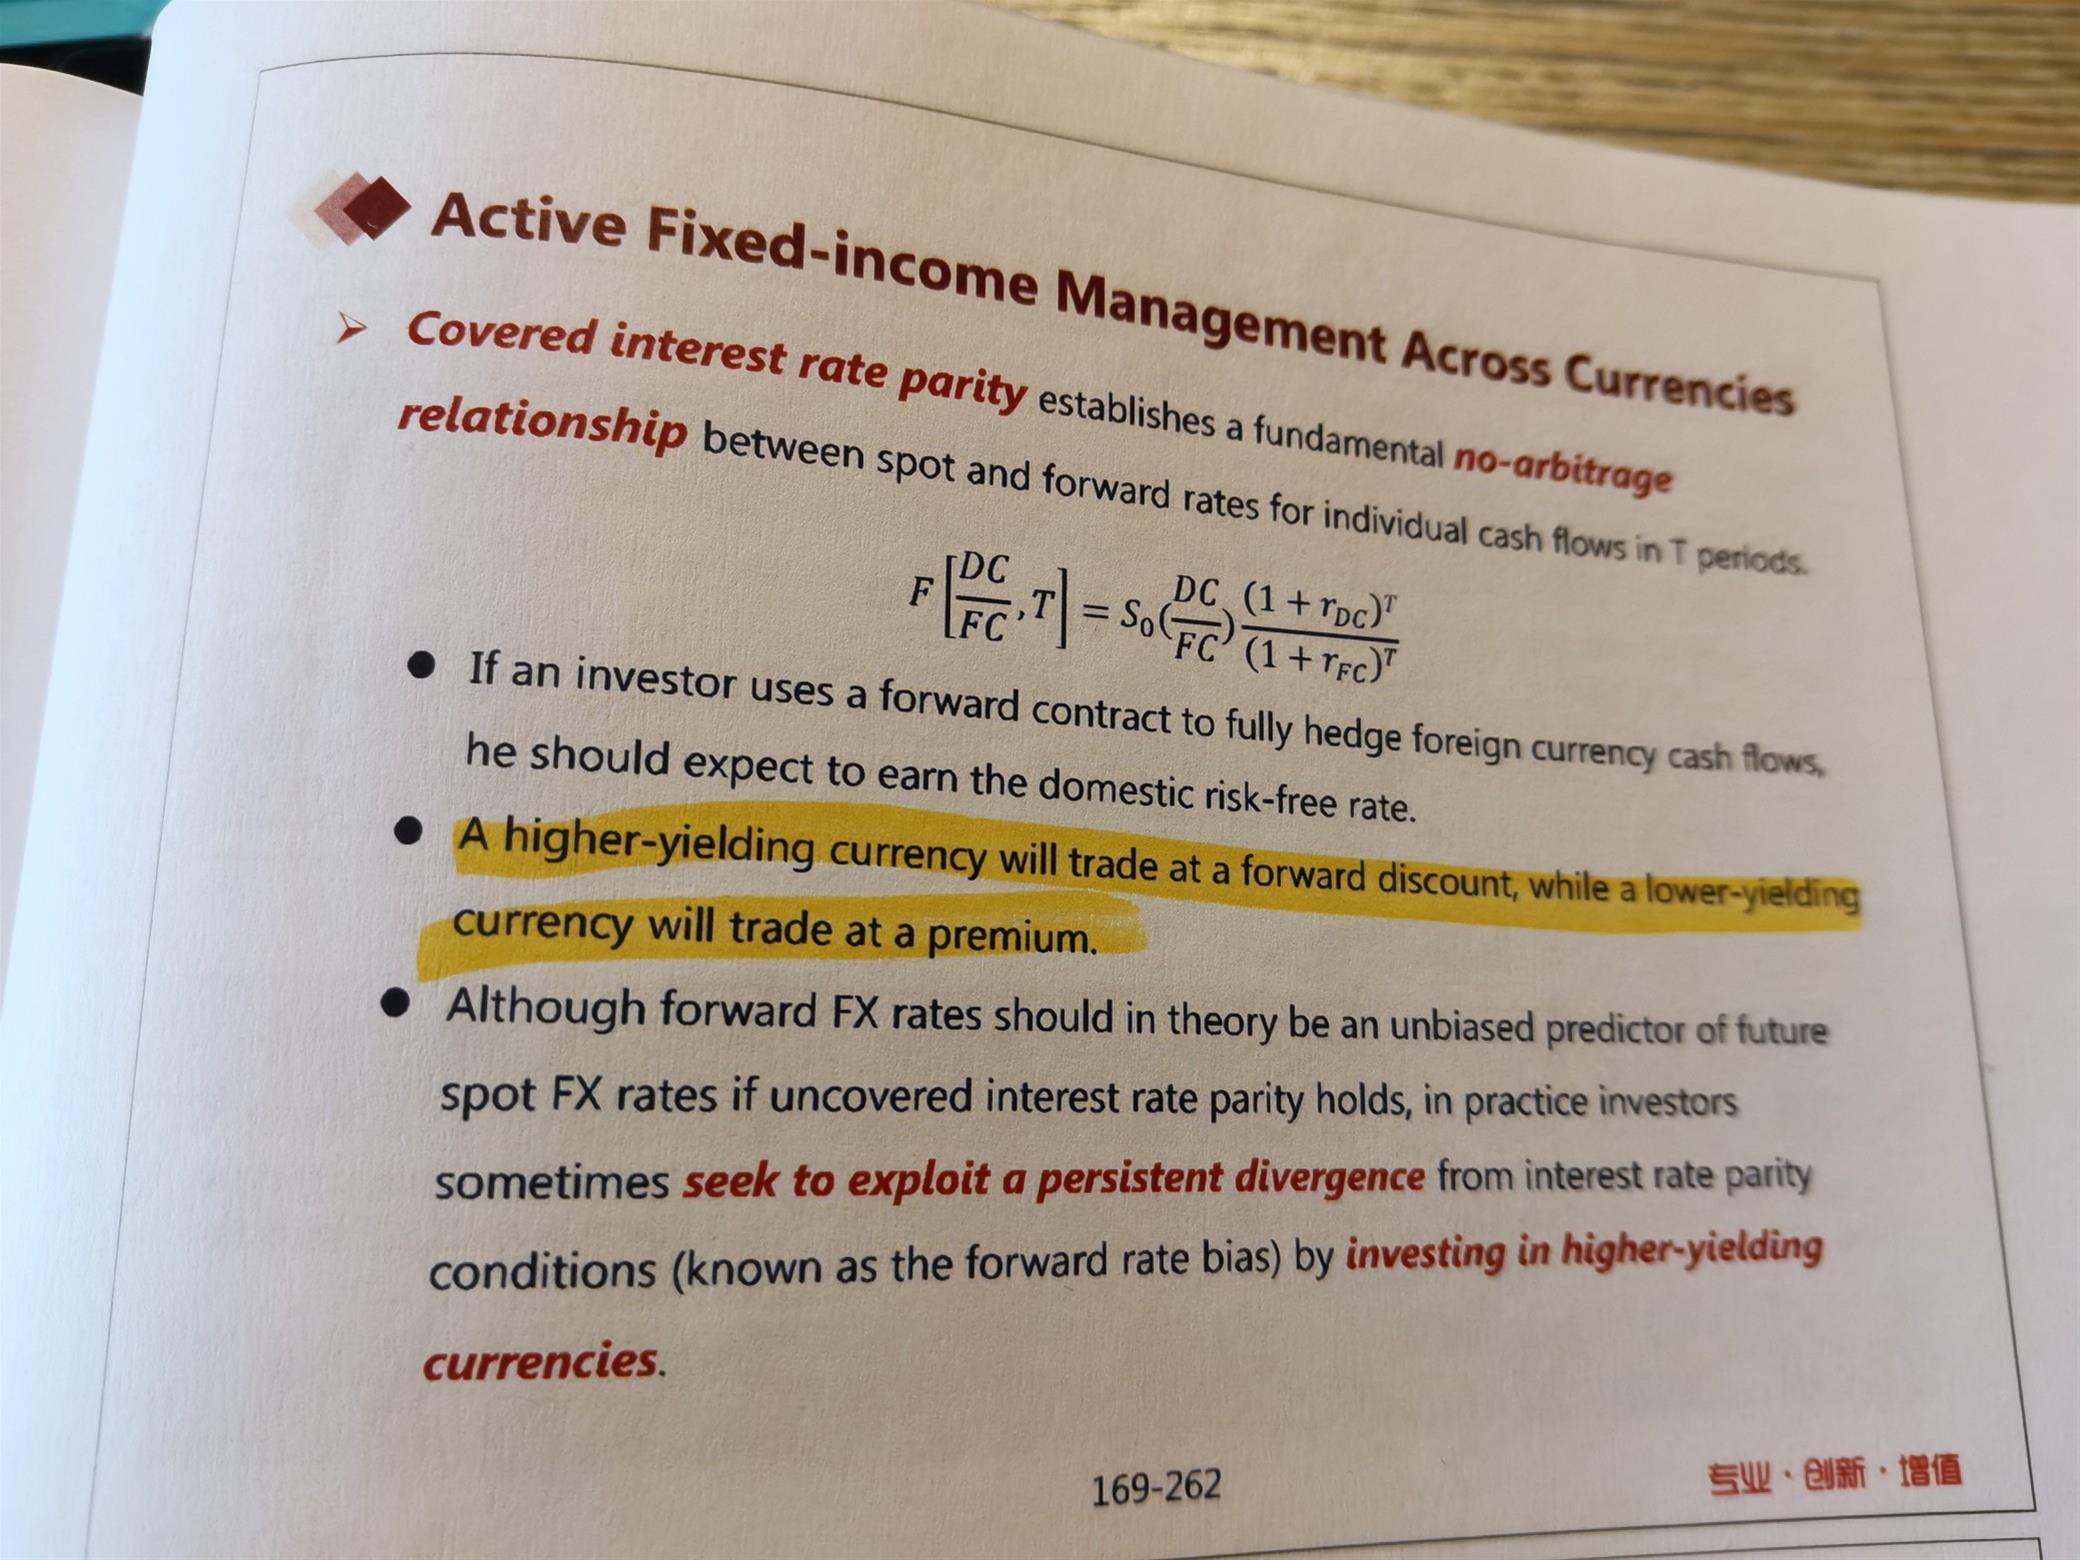 Active Fixed-income Management Across Currencies
➢ Covered interest rate parity establishes a fundamental no-arbitrage
relationship between spot and forward rates for individual cash flows in T periods.
F[DC/FC, T] = S₀(DC/FC) (1 + r_DC)^T / (1 + r_FC)^T
● If an investor uses a forward contract to fully hedge foreign currency cash flows,
he should expect to earn the domestic risk-free rate.
● A higher-yielding currency will trade at a forward discount, while a lower-yielding
currency will trade at a premium.
● Although forward FX rates should in theory be an unbiased predictor of future
spot FX rates if uncovered interest rate parity holds, in practice investors
sometimes seek to exploit a persistent divergence from interest rate parity
conditions (known as the forward rate bias) by investing in higher-yielding
currencies.
169-262
专业·创新·增值